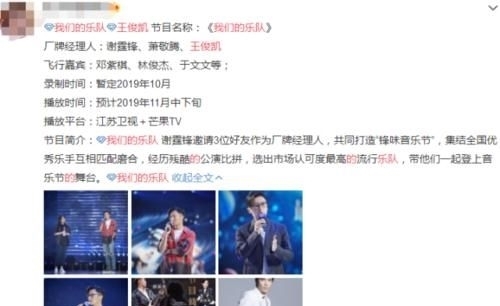 我们的乐队 王俊凯 节目名称：《我们的乐队》
厂牌经理人：谢霆锋、萧敬腾、王俊凯
飞行嘉宾：邓紫棋、林俊杰、于文文等；
录制时间：暂定2019年10月
播放时间：预计2019年11月中下旬
播放平台：江苏卫视＋芒果TV
节目简介：我们的乐队 谢霆锋邀请3位好友作为厂牌经理人，共同打造“锋味音乐节”，集结全国优
秀乐手互相匹配磨合，经历残酷的公演比拼，选出市场认可度最高的流行乐队，带他们一起登上音
乐节的舞台。我们的乐队 收起全文